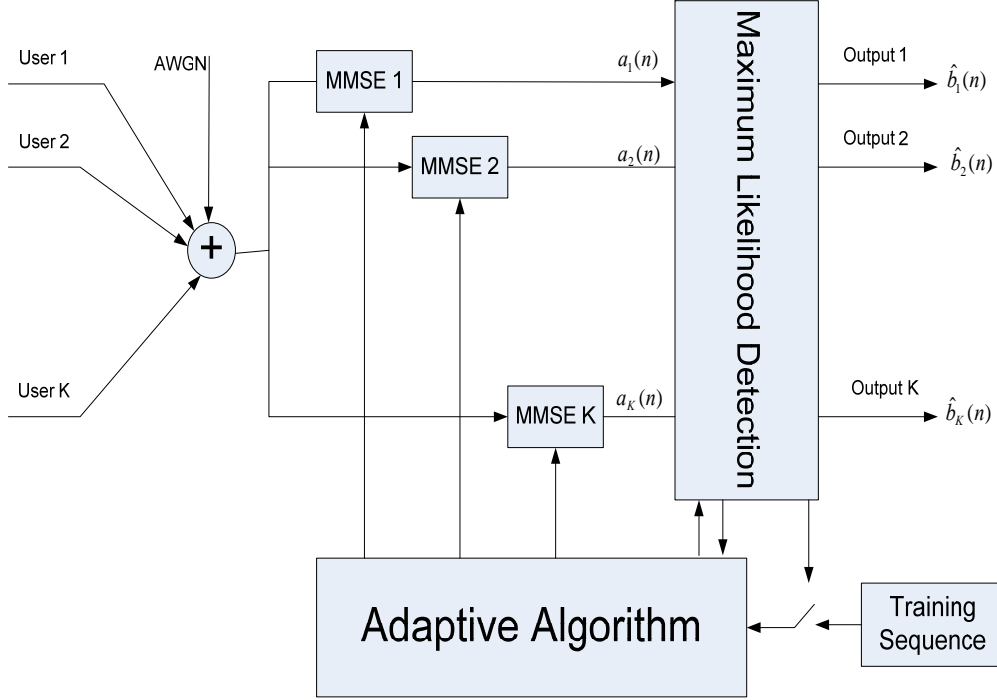 User 1
AWGN
MMSE 1
a₁(n)
Output 1
b̂₁(n)
User 2
MMSE 2
a₂(n)
Output 2
b̂₂(n)
+
User K
MMSE K
a_K(n)
Output K
b̂_K(n)
Maximum Likelihood Detection
Adaptive Algorithm
Training
Sequence